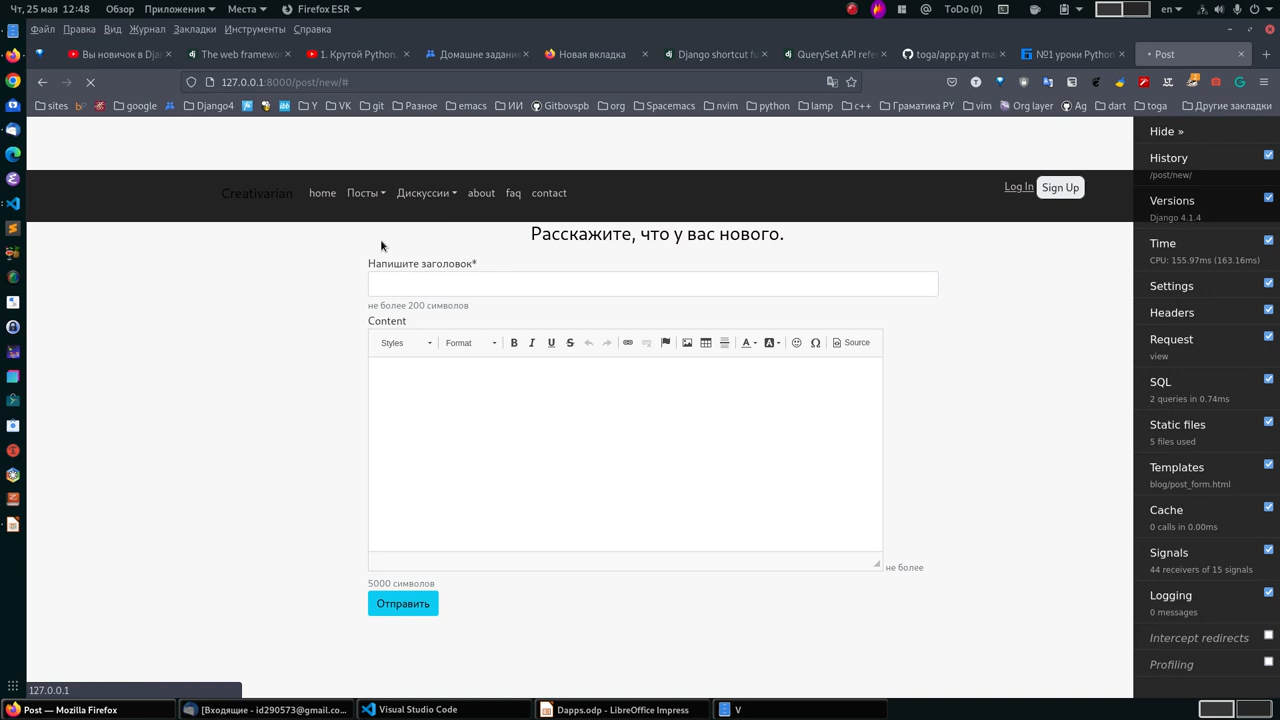 Чт, 25 мая 12:48 Обзор Приложения Места Firefox ESR @ ToDo(0) en
Файл Правка Вид Журнал Закладки Инструменты Справка
Вы новичок в Djan The web framewo 1. Крутой Python. Домашне задани Новая вкладка Django shortcut fu QuerySet API refe toga/app.py at ma №1 уроки Python Post
127.0.0.1:8000/post/new/#
sites google Django4 Y VK git Разное emacs ИИ Gitbovspb org Spacemacs nvim python lamp c++ Граматика РУ vim Org layer Ag dart toga Другие закладки
Creativarian home Посты Дискуссии about faq contact Log In Sign Up
Расскажите, что у вас нового.
Напишите заголовок*
не более 200 символов
Content
Styles Format B I U S A A Source
не более
5000 символов
Отправить
Hide »
History
/post/new/
Versions
Django 4.1.4
Time
CPU: 155.97ms (163.16ms)
Settings
Headers
Request
view
SQL
2 queries in 0.74ms
Static files
5 files used
Templates
blog/post_form.html
Cache
0 calls in 0.00ms
Signals
44 receivers of 15 signals
Logging
0 messages
Intercept redirects
Profiling
127.0.0.1
Post — Mozilla Firefox [Входящие - id290573@gmail.co... Visual Studio Code Dapps.odp - LibreOffice Impress V